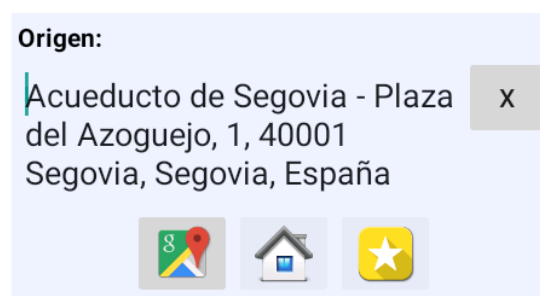 Origen:
Acueducto de Segovia - Plaza
del Azoguejo, 1, 40001
Segovia, Segovia, España
X
g